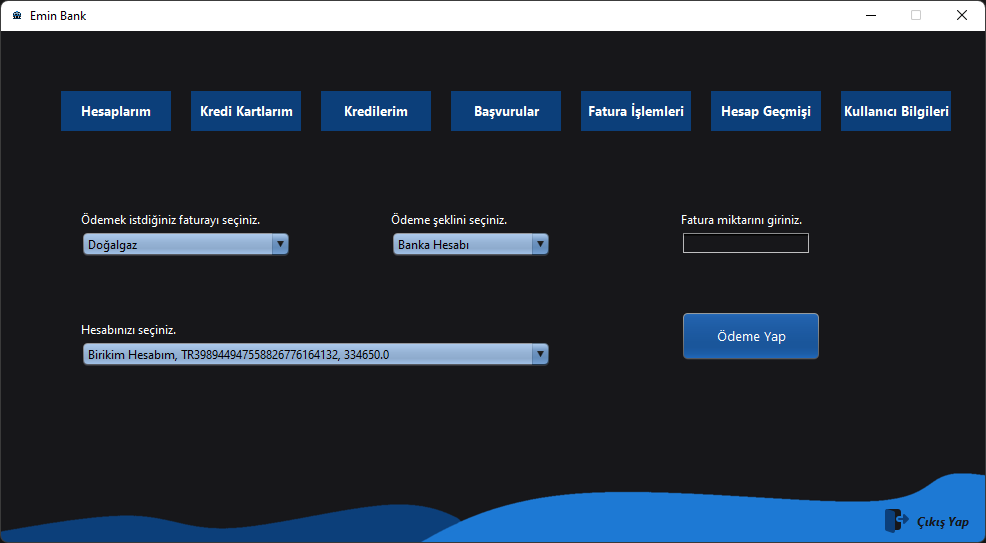 Emin Bank
Hesaplarım
Kredi Kartlarım
Kredilerim
Başvurular
Fatura İşlemleri
Hesap Geçmişi
Kullanıcı Bilgileri
Ödemek istdiğiniz faturayı seçiniz.
Ödeme şeklini seçiniz.
Fatura miktarını giriniz.
Doğalgaz
Banka Hesabı
Hesabınızı seçiniz.
Birikim Hesabım, TR398944947558826776164132, 334650.0
Ödeme Yap
Çıkış Yap